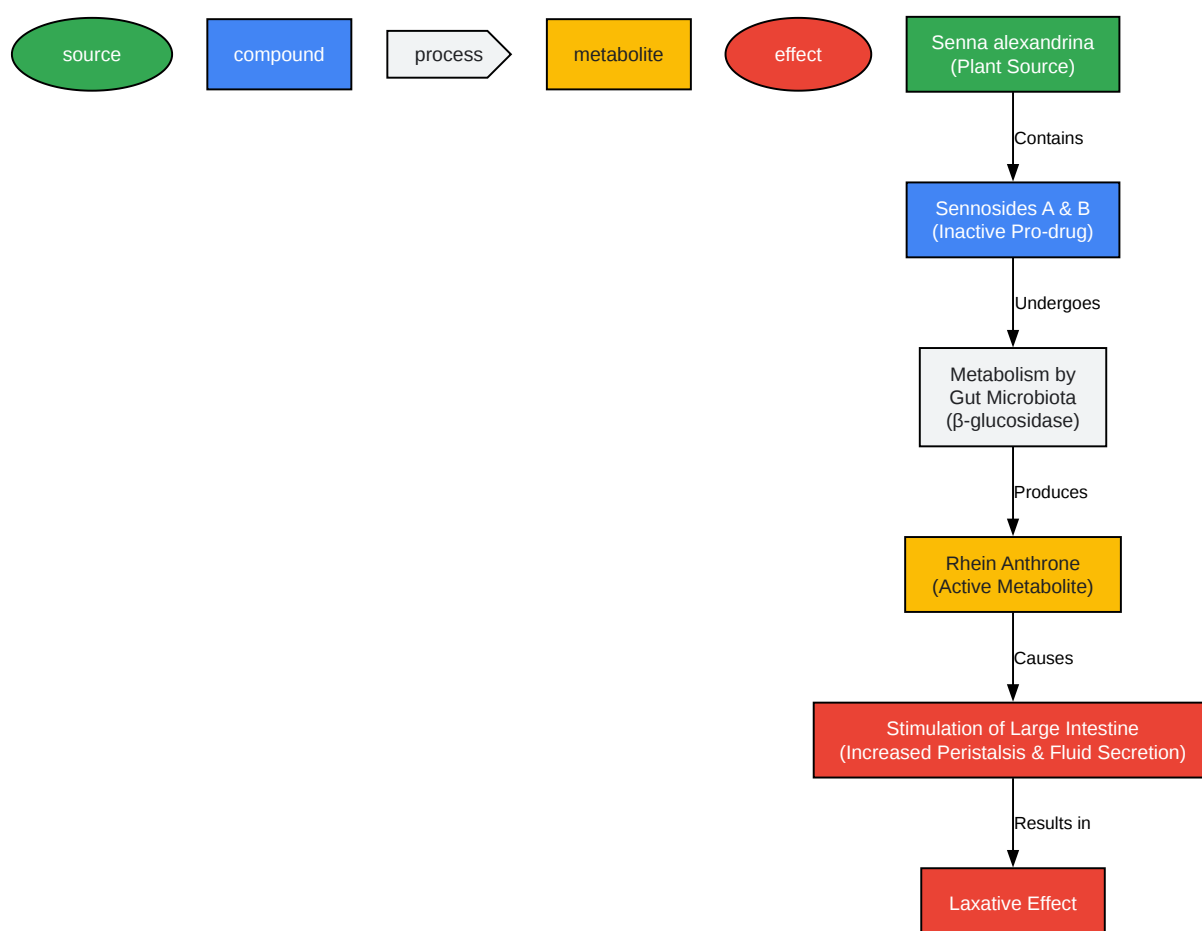 source
compound
process
metabolite
effect
Senna alexandrina
(Plant Source)
Contains
Sennosides A & B
(Inactive Pro-drug)
Undergoes
Metabolism by
Gut Microbiota
(β-glucosidase)
Produces
Rhein Anthrone
(Active Metabolite)
Causes
Stimulation of Large Intestine
(Increased Peristalsis & Fluid Secretion)
Results in
Laxative Effect